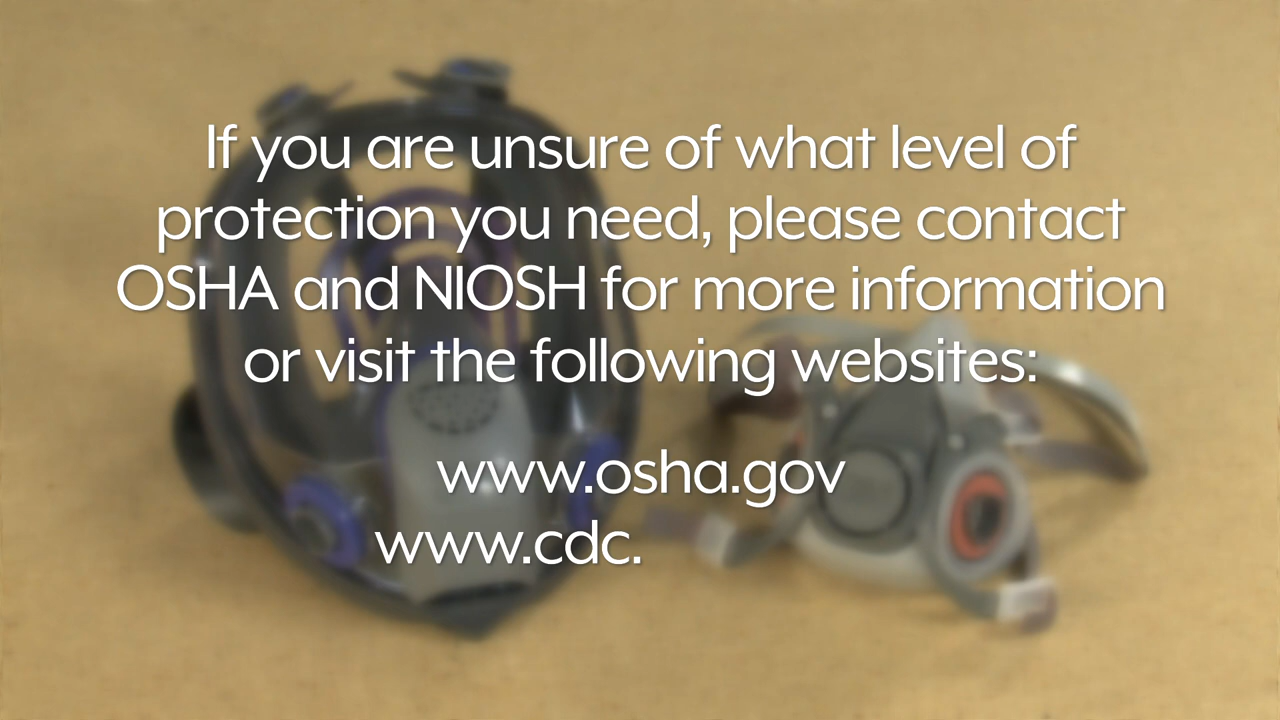 If you are unsure of what level of
protection you need, please contact
OSHA and NIOSH for more information
or visit the following websites:
www.osha.gov
www.cdc.